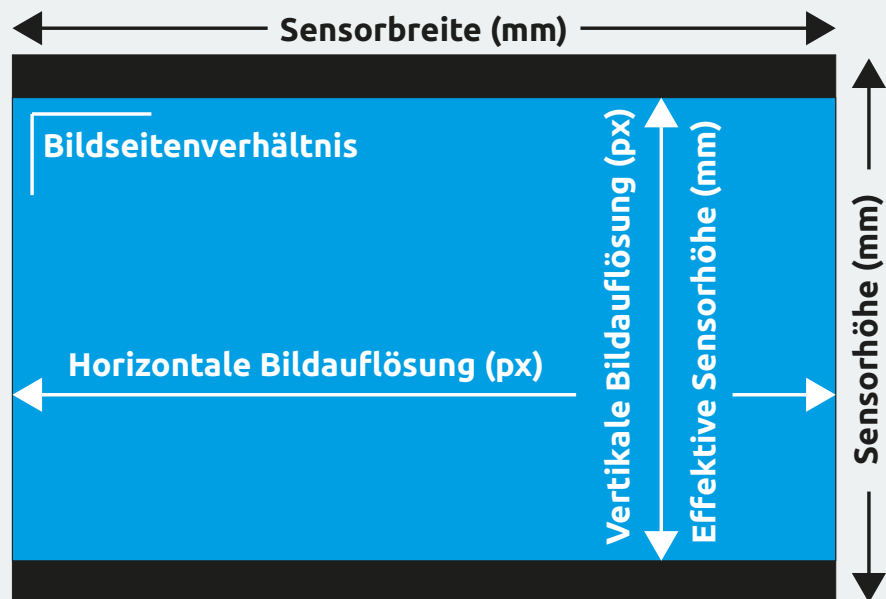 Sensorbreite (mm)
Bildseitenverhältnis
Horizontale Bildauflösung (px)
Vertikale Bildauflösung (px)
Effektive Sensorhöhe (mm)
Sensorhöhe (mm)